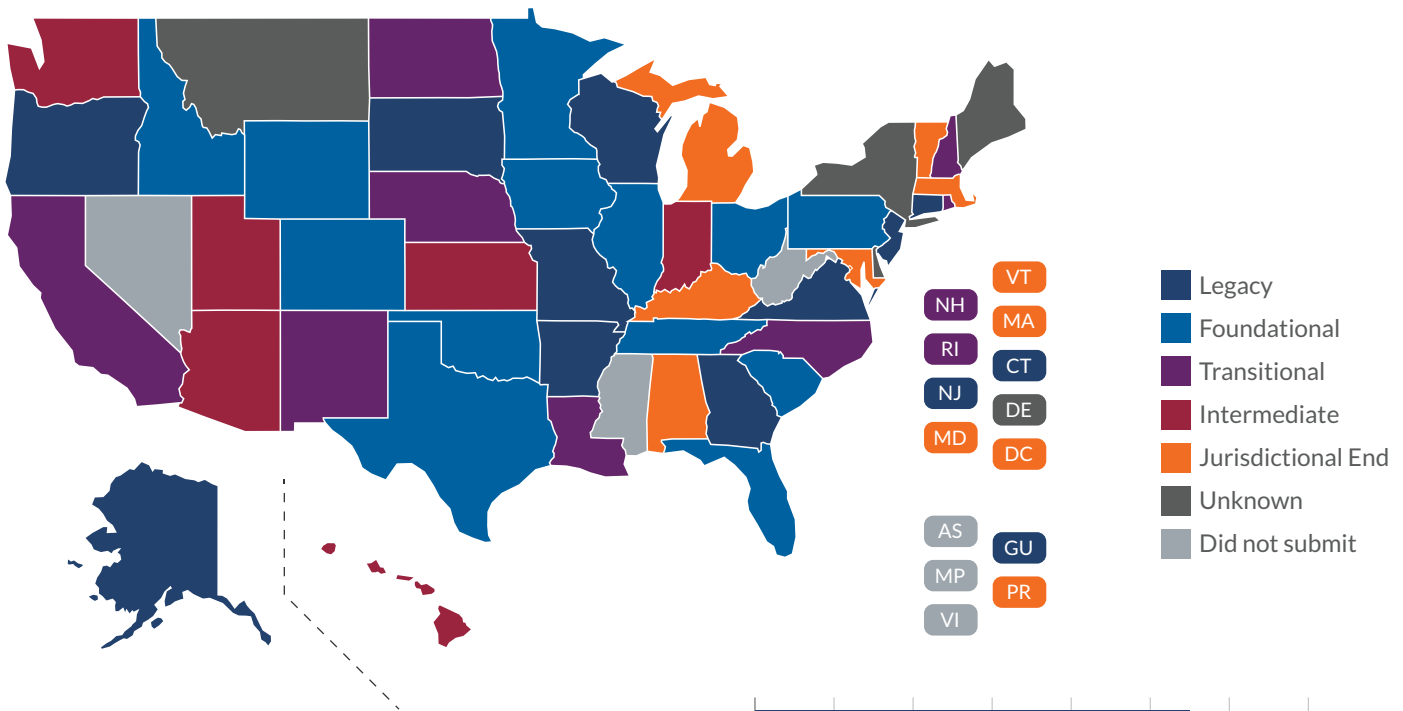 VT
NH
MA
RI
CT
NJ
DE
MD
DC
AS
GU
MP
PR
VI
Legacy
Foundational
Transitional
Intermediate
Jurisdictional End
Unknown
Did not submit